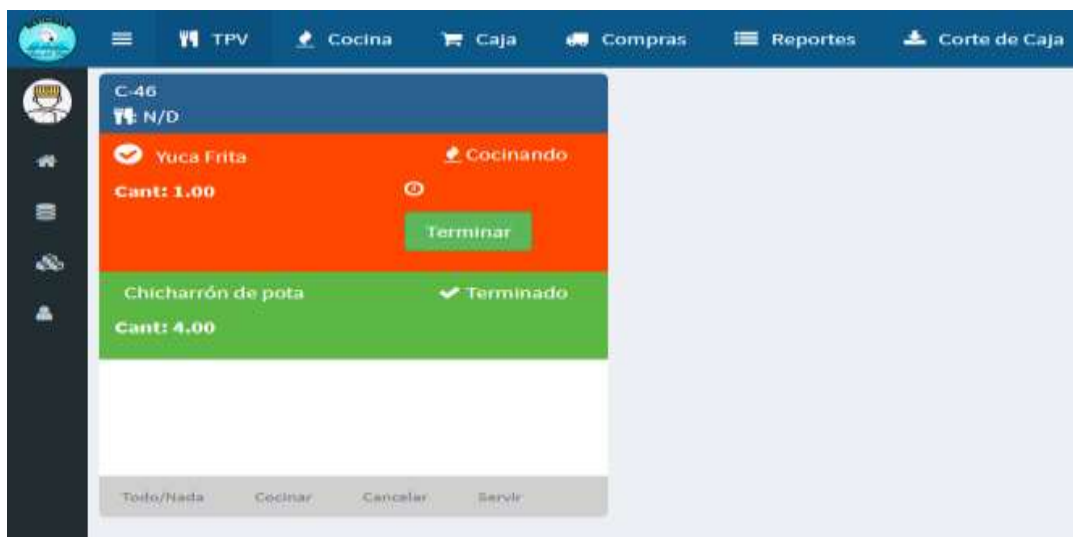 TPV Cocina Caja Compras Reportes Corte de Caja
C-46
: N/D
Yuca Frita Cocinando
Cant: 1.00
Terminar
Chicharrón de pota Terminado
Cant: 4.00
Todo/Nada Cocinar Cancelar Servir